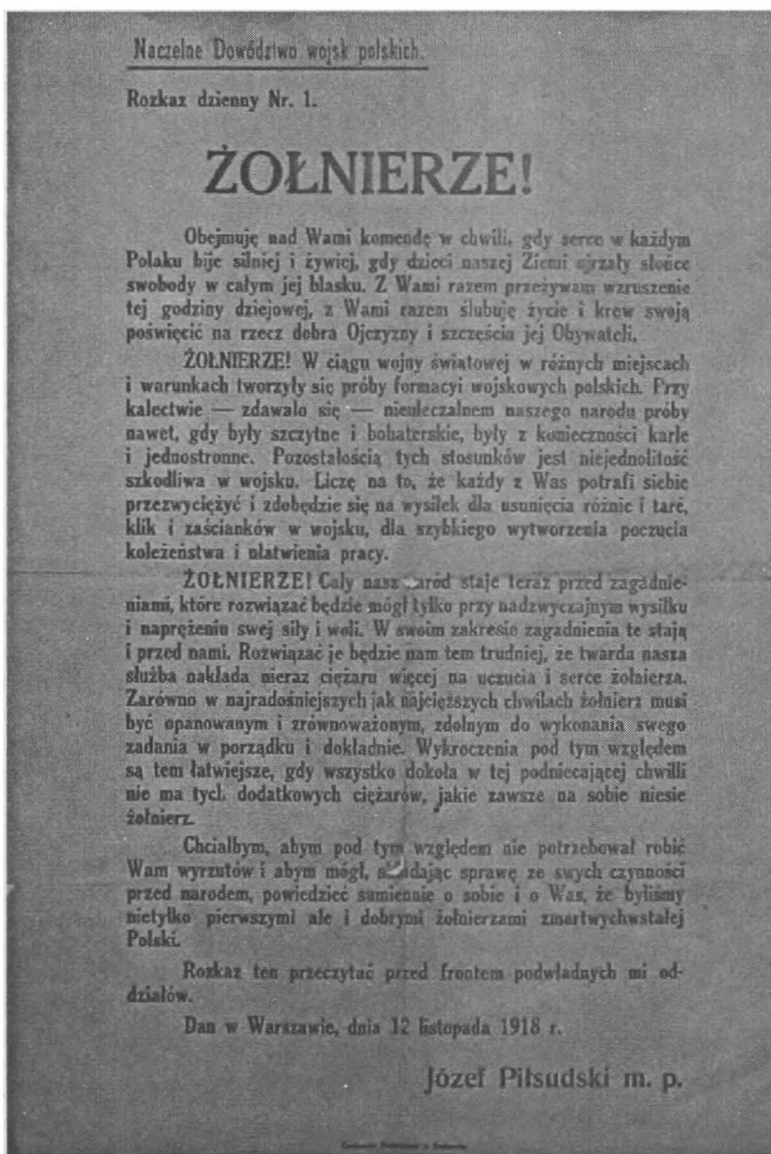 Naczelne Dowództwo wojsk polskich.
Rozkaz dzienny Nr. 1.
ŻOŁNIERZE!
Obejmuję nad Wami komendę w chwili, gdy serce w każdym
Polaku bije silniej i żywiej, gdy dzieci naszej Ziemi ujrzały słońce
swobody w całym jej blasku. Z Wami razem przeżywam wzruszenie
tej godziny dziejowej, z Wami razem ślubuję życie i krew swoją
poświęcić na rzecz dobra Ojczyzny i szczęścia jej Obywateli.
ŻOŁNIERZE! W ciągu wojny światowej w różnych miejscach
i warunkach tworzyły się próby formacyi wojskowych polskich. Przy
kalectwie — zdawało się — nieuleczalnem naszego narodu próby
nawet, gdy były szczytne i bohaterskie, były z konieczności karle
i jednostronne. Pozostałością tych stosunków jest niejednolitość
szkodliwa w wojsku. Liczę na to, że każdy z Was potrafi siebie
przezwyciężyć i zdobędzie się na wysiłek dla usunięcia różnic i tarć,
klik i zaścianków w wojsku, dla szybkiego wytworzenia poczucia
koleżeństwa i ułatwienia pracy.
ŻOŁNIERZE! Cały nasz naród staje teraz przed zagadnie-
niami, które rozwiązać będzie mógł tylko przy nadzwyczajnym wysiłku
i naprężeniu swej siły i woli. W swoim zakresie zagadnienia te stają
i przed nami. Rozwiązać je będzie nam tem trudniej, że twarda nasza
służba nakłada nieraz ciężaru więcej na uczucia i serce żołnierza.
Zarówno w najradośniejszych jak najcięższych chwilach żołnierz musi
być opanowanym i zrównoważonym, zdolnym do wykonania swego
zadania w porządku i dokładnie. Wykroczenia pod tym względem
są tem łatwiejsze, gdy wszystko dokoła w tej podniecającej chwilli
nie ma tych dodatkowych ciężarów, jakie zawsze na sobie niesie
żołnierz.
Chciałbym, abym pod tym względem nie potrzebował robić
Wam wyrzutów i abym mógł, składając sprawę ze swych czynności
przed narodem, powiedzieć sumiennie o sobie i o Was, że byliśmy
nietylko pierwszymi ale i dobrymi żołnierzami zmartwychwstałej
Polski.
Rozkaz ten przeczytać przed frontem podwładnych mi od-
działów.
Dan w Warszawie, dnia 12 listopada 1918 r.
Józef Piłsudski m. p.